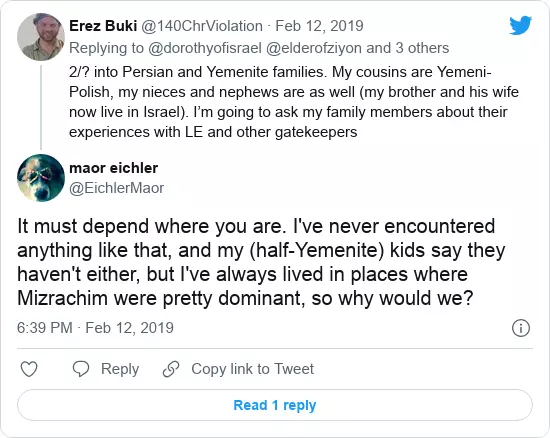 Erez Buki @140ChrViolation · Feb 12, 2019
Replying to @dorothyofisrael @elderofziyon and 3 others
2/? into Persian and Yemenite families. My cousins are Yemeni-
Polish, my nieces and nephews are as well (my brother and his wife
now live in Israel). I’m going to ask my family members about their
experiences with LE and other gatekeepers
maor eichler
@EichlerMaor
It must depend where you are. I've never encountered
anything like that, and my (half-Yemenite) kids say they
haven't either, but I've always lived in places where
Mizrachim were pretty dominant, so why would we?
6:39 PM · Feb 12, 2019
Reply
Copy link to Tweet
Read 1 reply